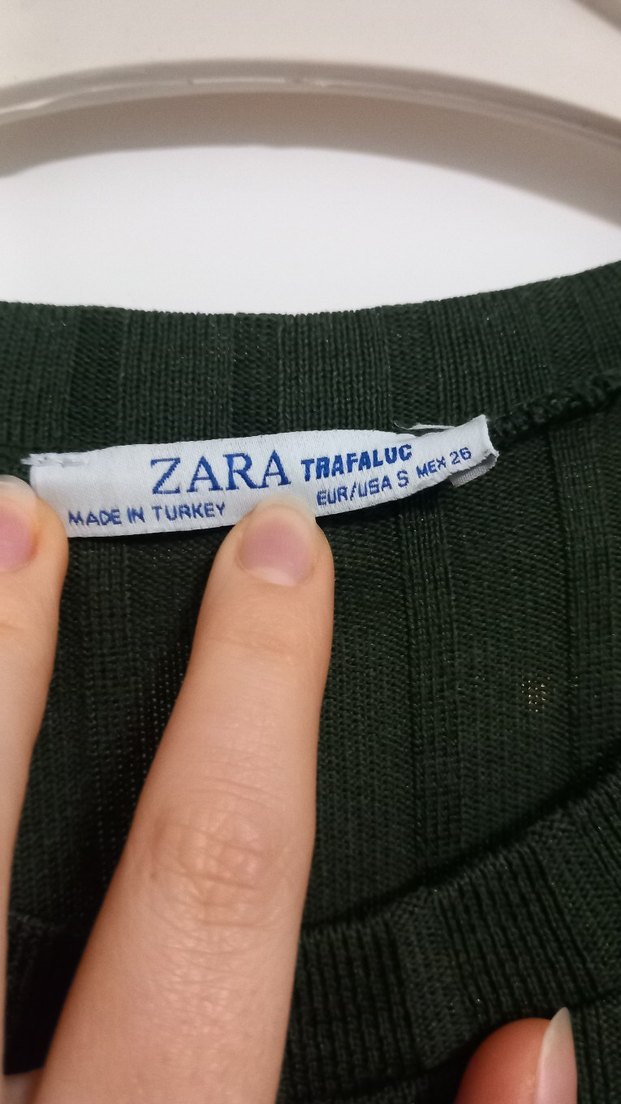 ZARA TRAFALUC
MADE IN TURKEY EUR/USA S MEX 26